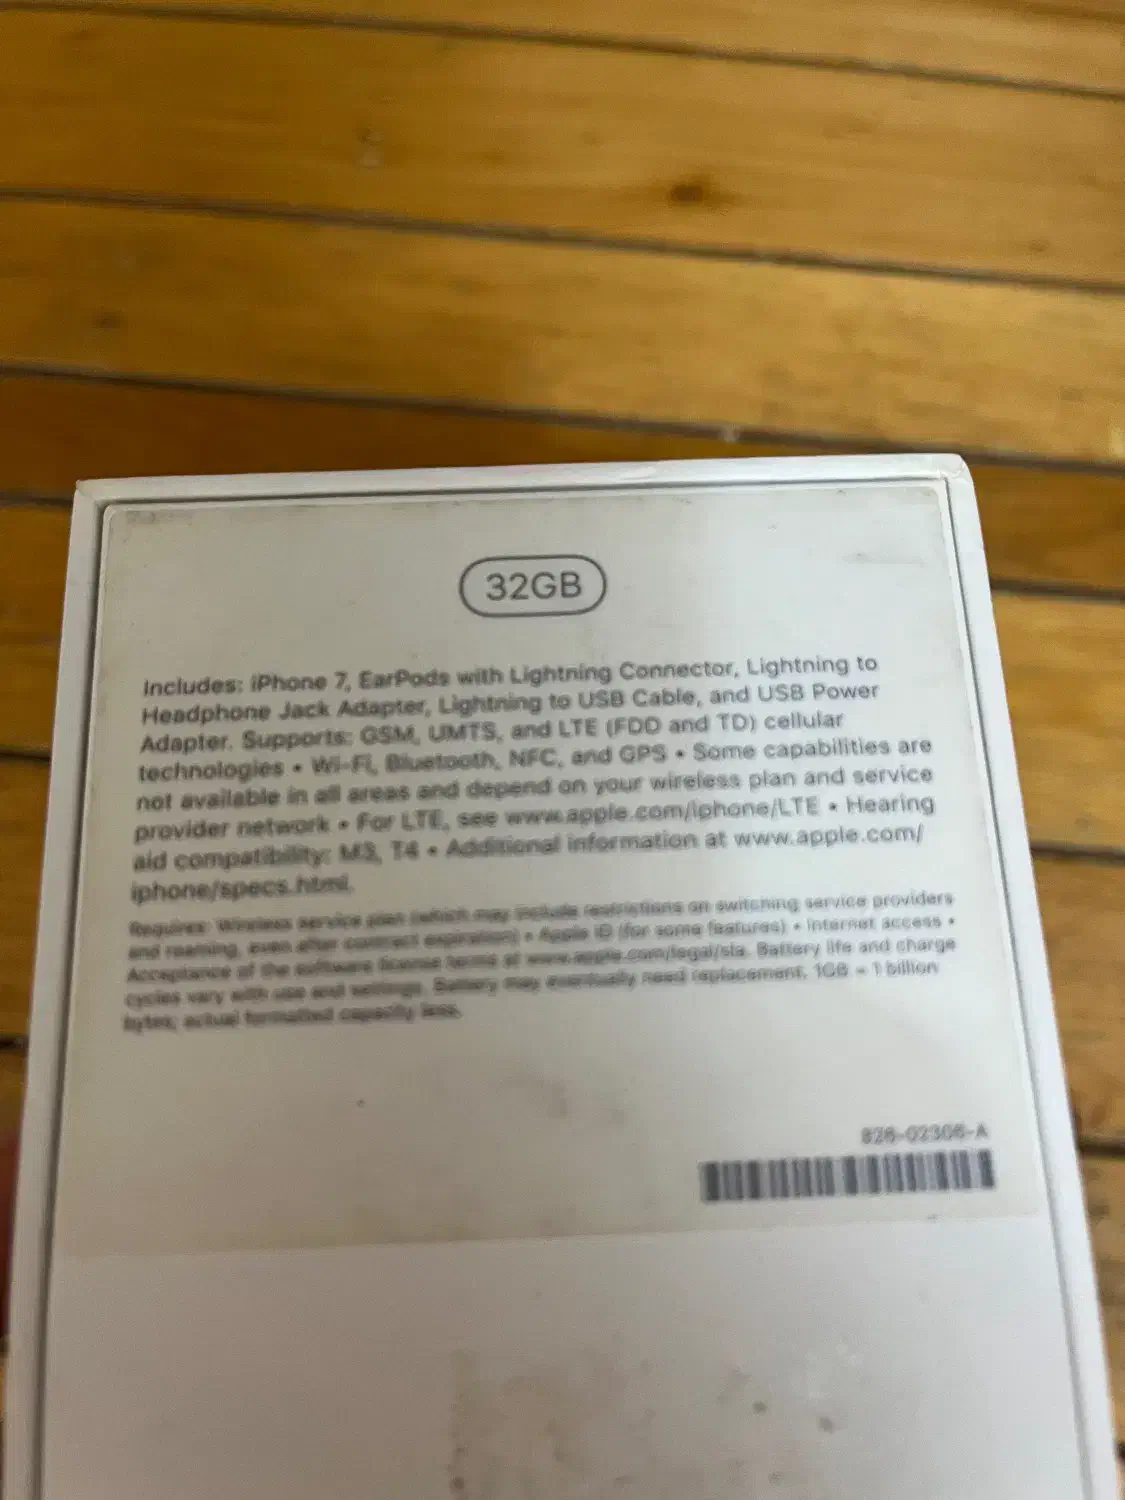 32GB
Includes: iPhone 7, EarPods with Lightning Connector, Lightning to
Headphone Jack Adapter, Lightning to USB Cable, and USB Power
Adapter. Supports: GSM, UMTS, and LTE (FDD and TD) cellular
technologies • Wi-Fi, Bluetooth, NFC, and GPS • Some capabilities are
not available in all areas and depend on your wireless plan and service
provider network • For LTE, see www.apple.com/iphone/LTE • Hearing
aid compatibility: M3, T4 • Additional information at www.apple.com/
iphone/specs.html.
Requires: Wireless service plan (which may include restrictions on switching service providers
and roaming, even after contract expiration) • Apple ID (for some features) • Internet access •
Acceptance of the software license terms at www.apple.com/legal/sla. Battery life and charge
cycles vary with use and settings. Battery may eventually need replacement. 1GB = 1 billion
bytes; actual formatted capacity less.
826-02306-A